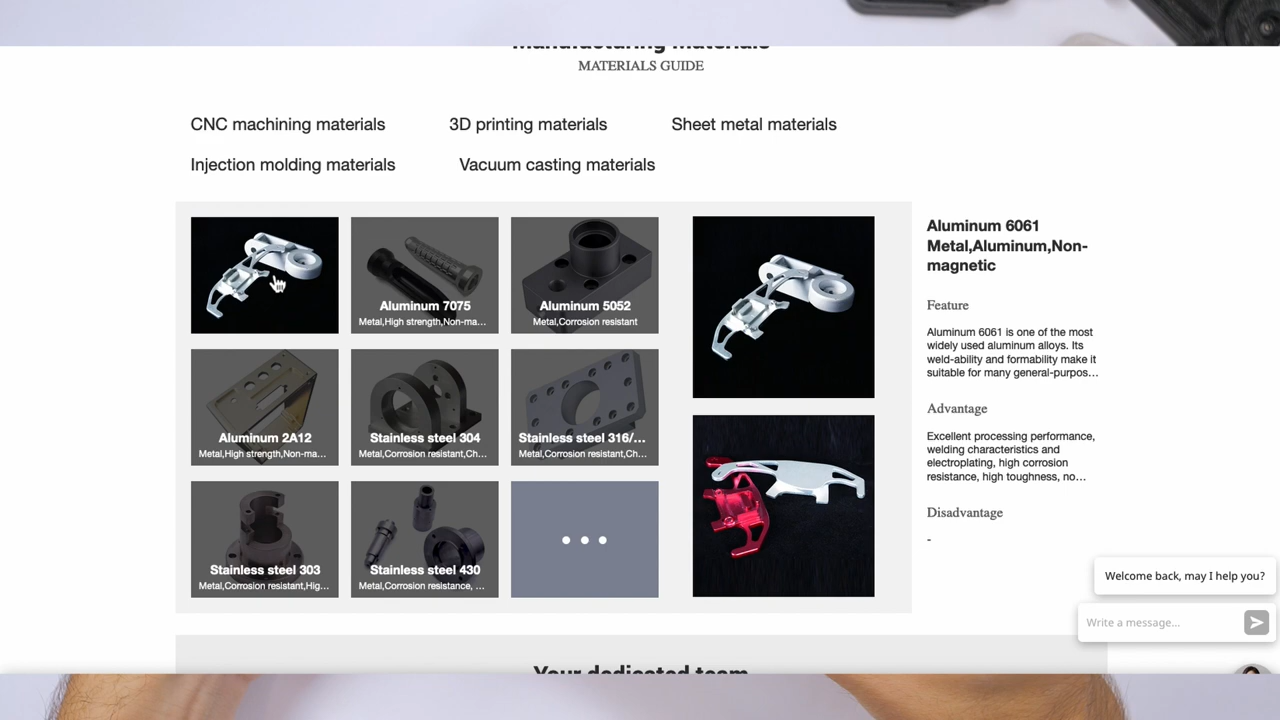 Manufacturing Materials
MATERIALS GUIDE
CNC machining materials
3D printing materials
Sheet metal materials
Injection molding materials
Vacuum casting materials
Aluminum 7075
Metal,High strength,Non-ma...
Aluminum 5052
Metal,Corrosion resistant
Aluminum 2A12
Metal,High strength,Non-ma...
Stainless steel 304
Metal,Corrosion resistant,Ch...
Stainless steel 316/...
Metal,Corrosion resistant,Ch...
Stainless steel 303
Metal,Corrosion resistant,Hig...
Stainless steel 430
Metal,Corrosion resistance, ...
Aluminum 6061
Metal,Aluminum,Non-
magnetic
Feature
Aluminum 6061 is one of the most
widely used aluminum alloys. Its
weld-ability and formability make it
suitable for many general-purpos...
Advantage
Excellent processing performance,
welding characteristics and
electroplating, high corrosion
resistance, high toughness, no...
Disadvantage
-
Welcome back, may I help you?
Write a message...
Your dedicated team